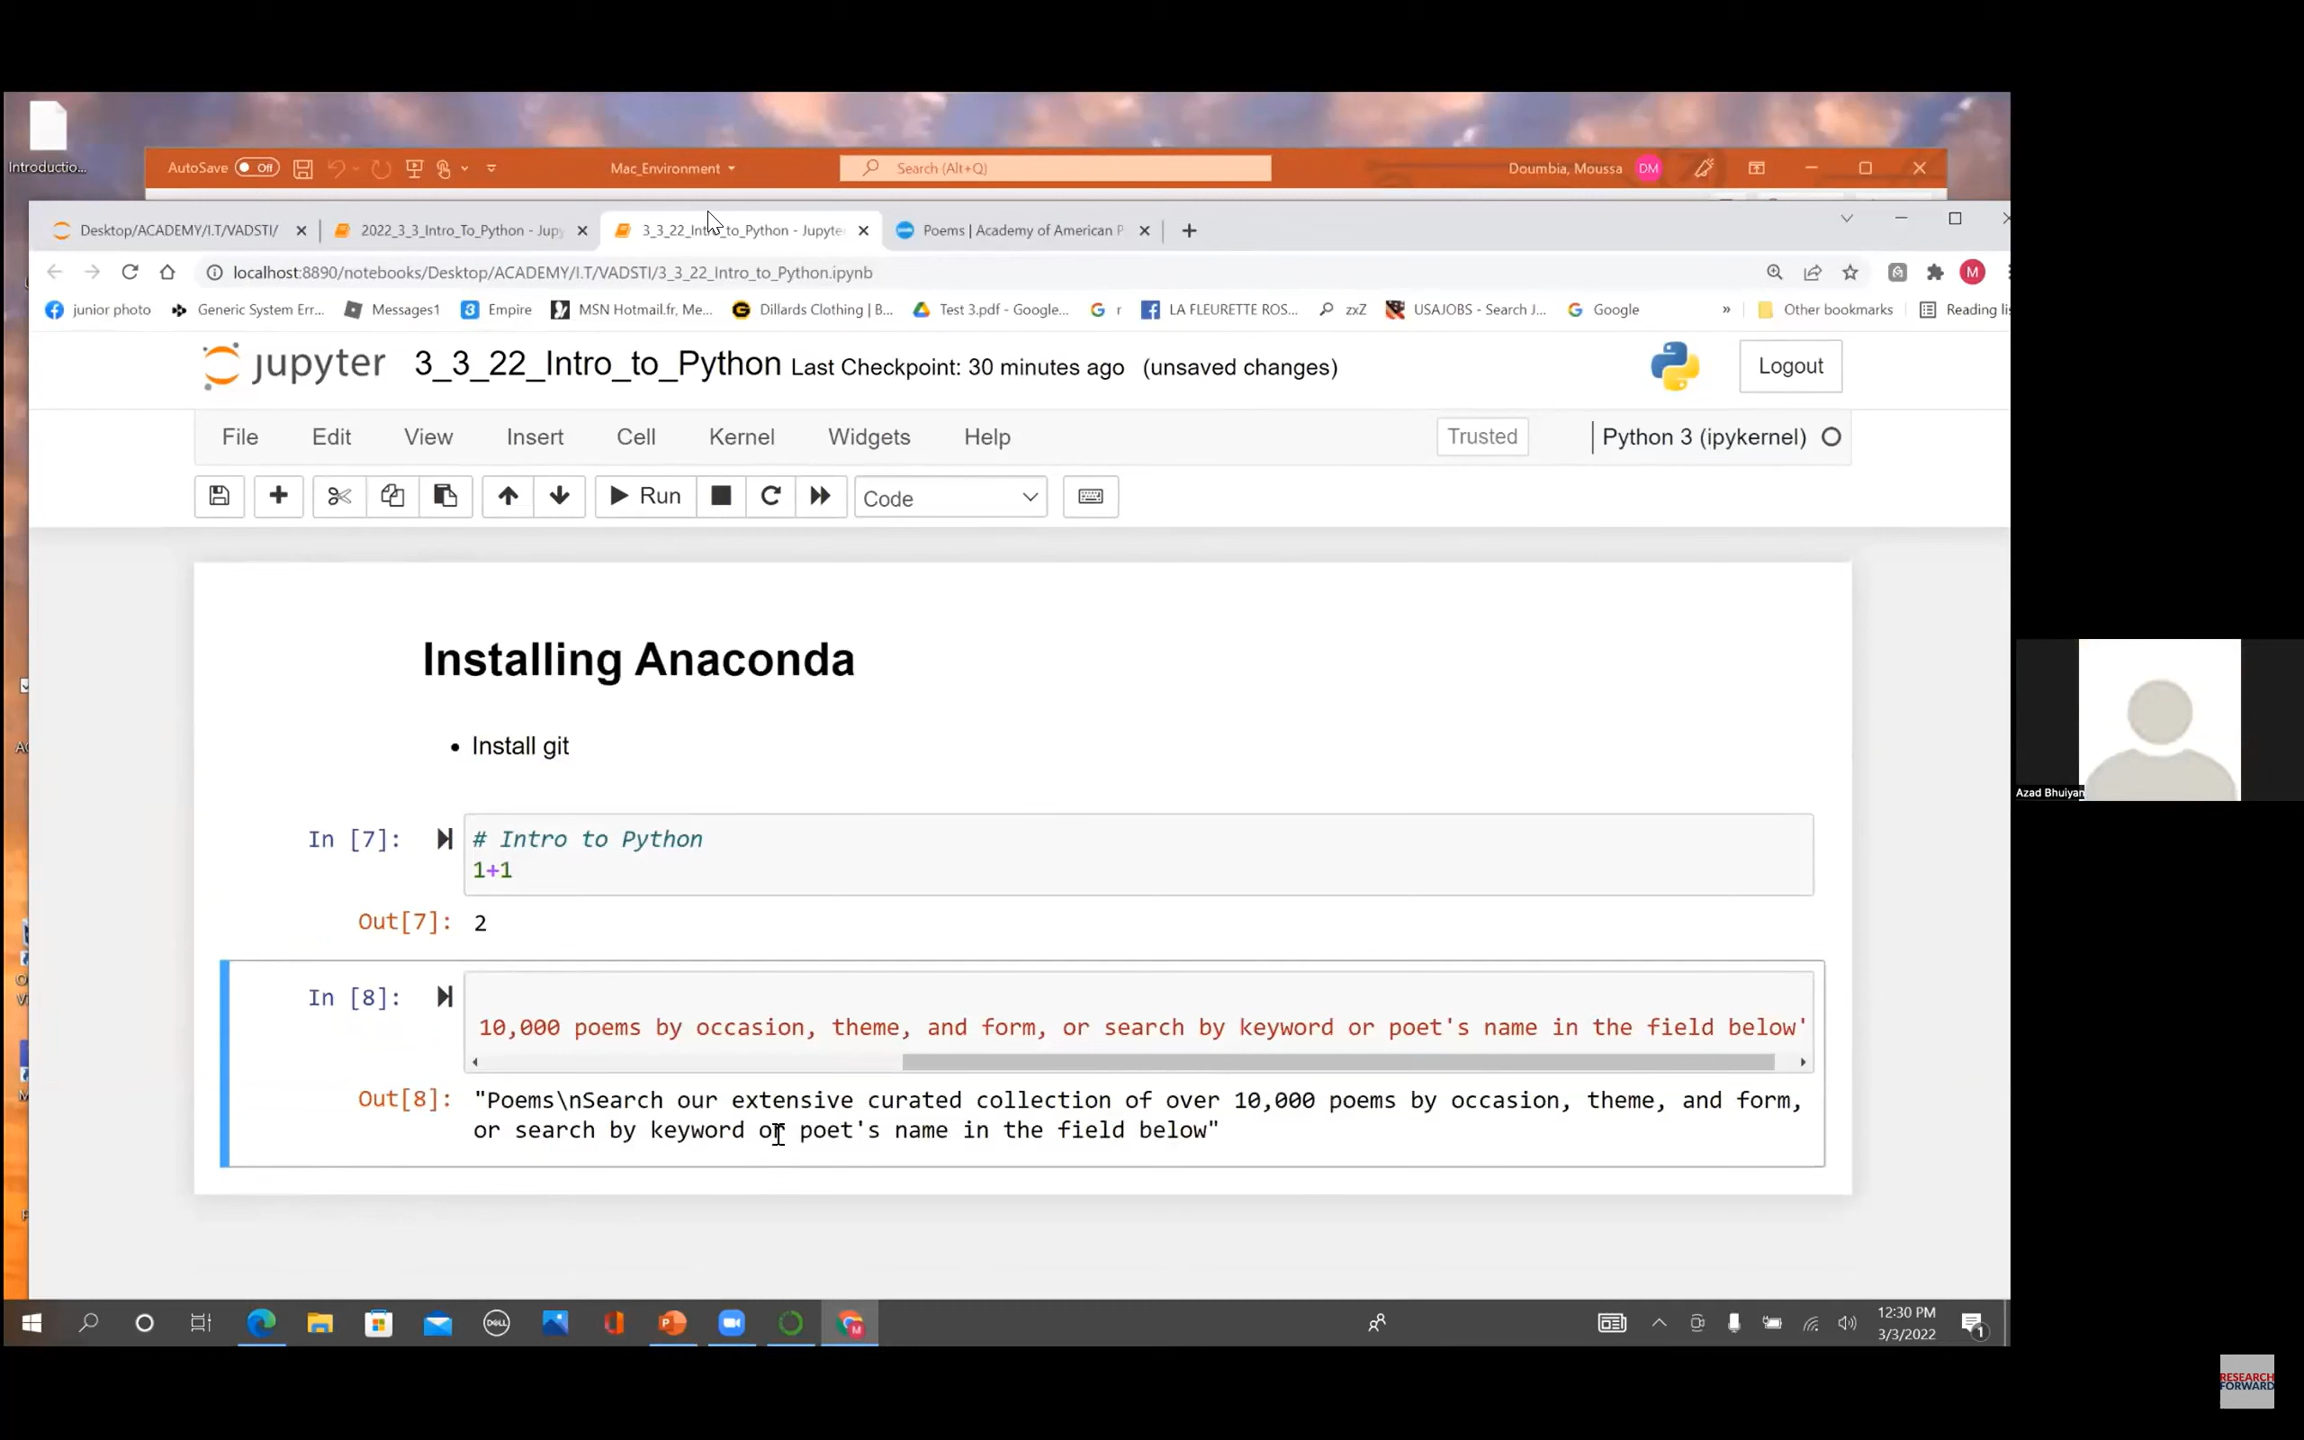 Introductio...
AutoSave Off Mac_Environment Search (Alt+Q) Doumbia, Moussa DM
Desktop/ACADEMY/I.T/VADSTI/ 2022_3_3_Intro_To_Python - Jupy 3_3_22_Intro_to_Python - Jupyte Poems | Academy of American P
localhost:8890/notebooks/Desktop/ACADEMY/I.T/VADSTI/3_3_22_Intro_to_Python.ipynb M
junior photo Generic System Err... Messages1 Empire MSN Hotmail.fr, Me... Dillards Clothing | B... Test 3.pdf - Google... r LA FLEURETTE ROS... zxZ USAJOBS - Search J... Google » Other bookmarks Reading lis
jupyter 3_3_22_Intro_to_Python Last Checkpoint: 30 minutes ago (unsaved changes) Logout
File Edit View Insert Cell Kernel Widgets Help Trusted Python 3 (ipykernel)
Run Code
Installing Anaconda
• Install git
In [7]: # Intro to Python
1+1
Out[7]: 2
In [8]:
10,000 poems by occasion, theme, and form, or search by keyword or poet's name in the field below'
Out[8]: "Poems\nSearch our extensive curated collection of over 10,000 poems by occasion, theme, and form,
or search by keyword or poet's name in the field below"
Azad Bhuiyan
DELL
12:30 PM
3/3/2022
1
RESEARCH
FORWARD